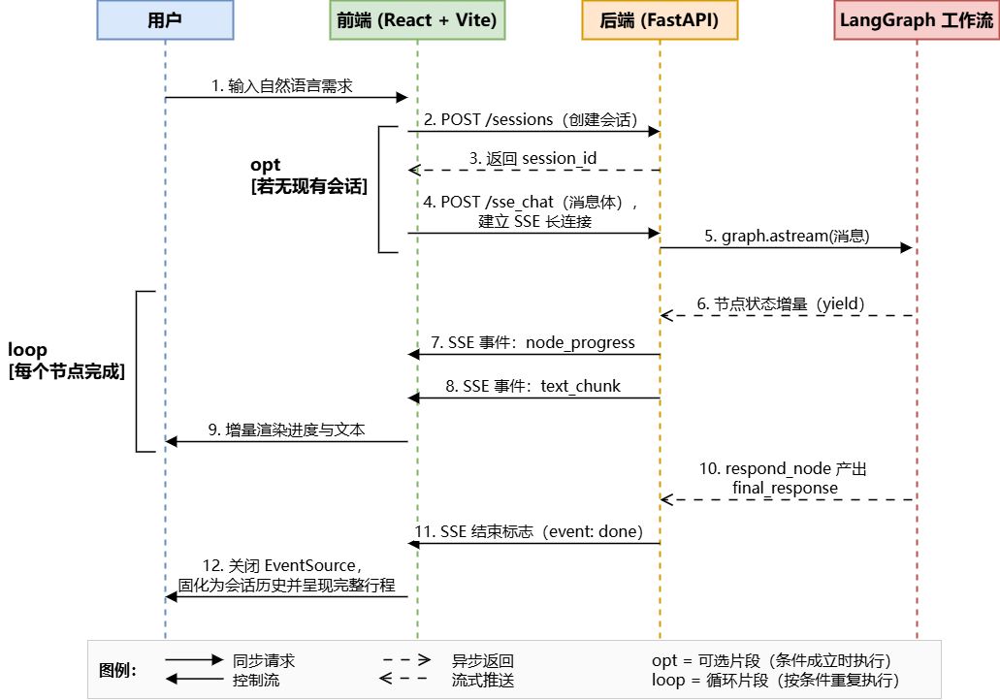 用户
前端 (React + Vite)
后端 (FastAPI)
LangGraph 工作流
1. 输入自然语言需求
2. POST /sessions（创建会话）
3. 返回 session_id
opt
[若无现有会话]
4. POST /sse_chat（消息体），
建立 SSE 长连接
5. graph.astream(消息)
6. 节点状态增量（yield）
loop
[每个节点完成]
7. SSE 事件：node_progress
8. SSE 事件：text_chunk
9. 增量渲染进度与文本
10. respond_node 产出
final_response
11. SSE 结束标志（event: done）
12. 关闭 EventSource，
固化为会话历史并呈现完整行程
图例：
同步请求
异步返回
opt = 可选片段（条件成立时执行）
控制流
流式推送
loop = 循环片段（按条件重复执行）